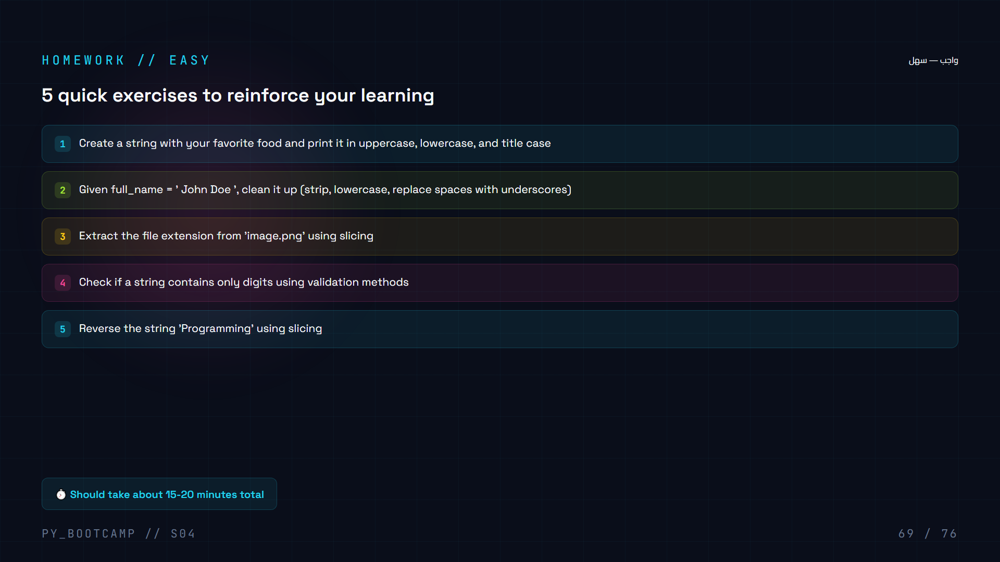 HOMEWORK // EASY
واجب — سهل
5 quick exercises to reinforce your learning
1 Create a string with your favorite food and print it in uppercase, lowercase, and title case
2 Given full_name = ' John Doe ', clean it up (strip, lowercase, replace spaces with underscores)
3 Extract the file extension from 'image.png' using slicing
4 Check if a string contains only digits using validation methods
5 Reverse the string 'Programming' using slicing
⏱ Should take about 15-20 minutes total
PY_BOOTCAMP // S04
69 / 76